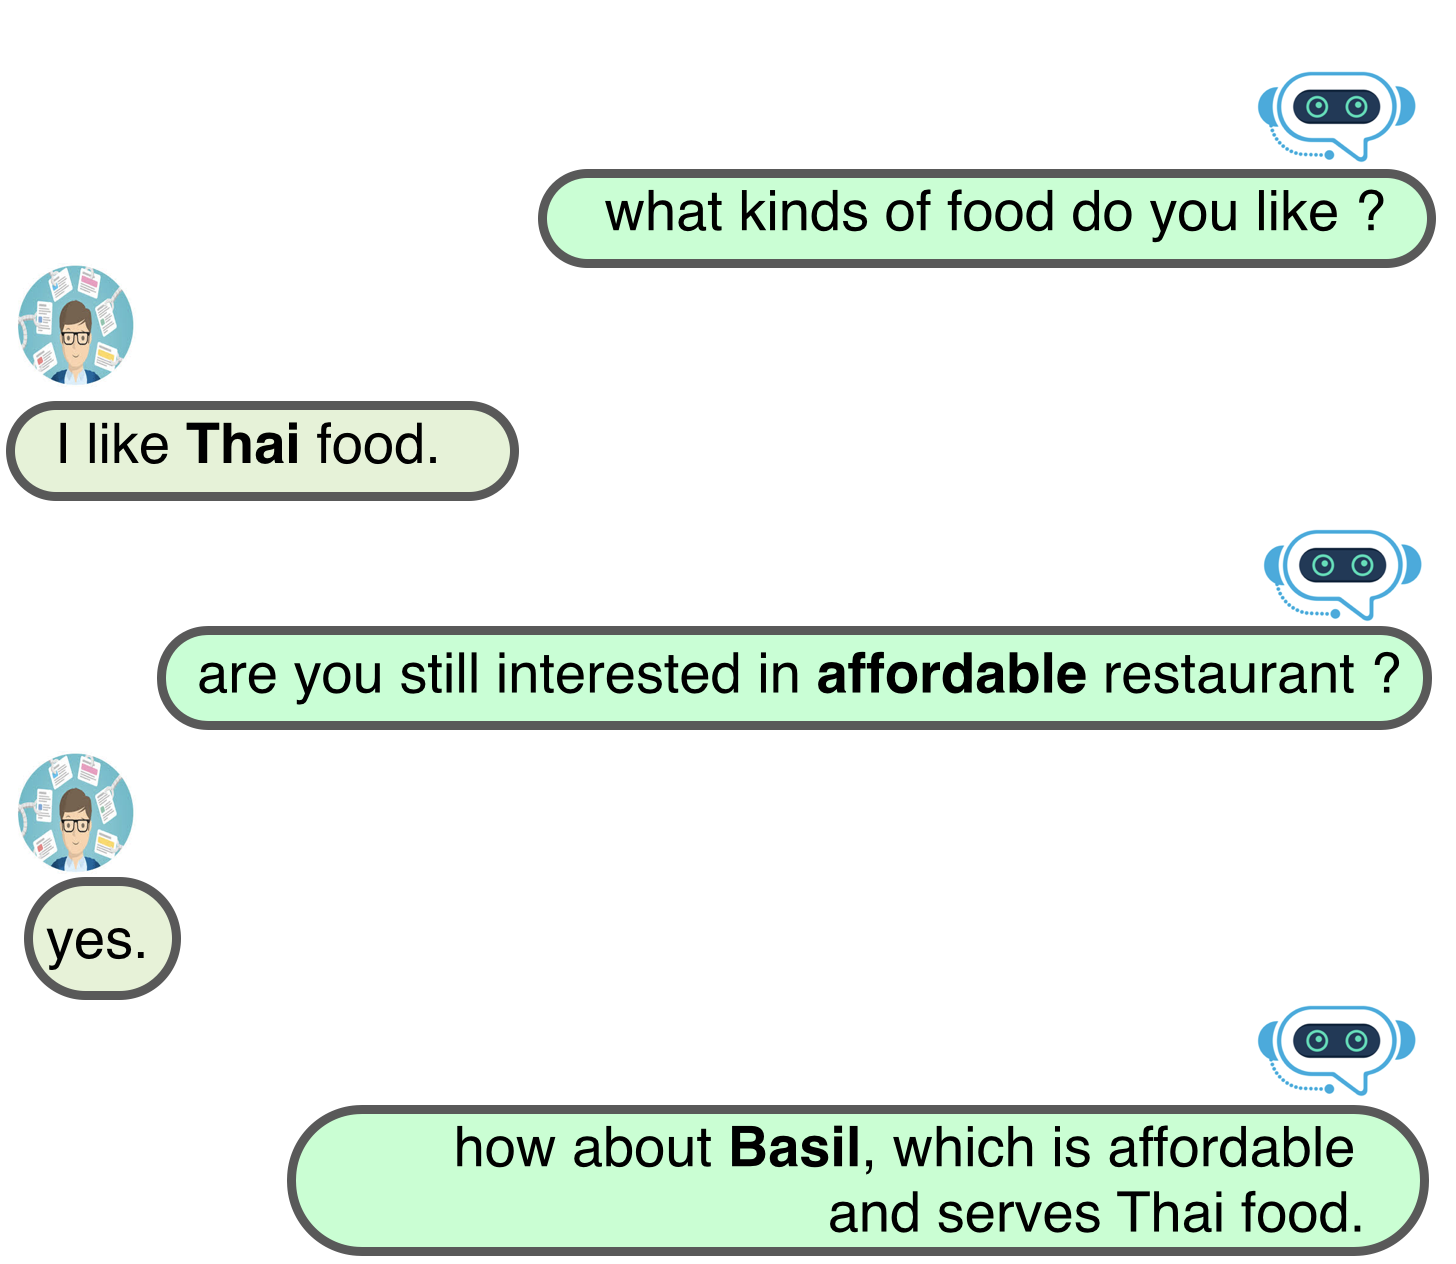 what kinds of food do you like ?
I like Thai food.
are you still interested in affordable restaurant ?
yes.
how about Basil, which is affordable
and serves Thai food.